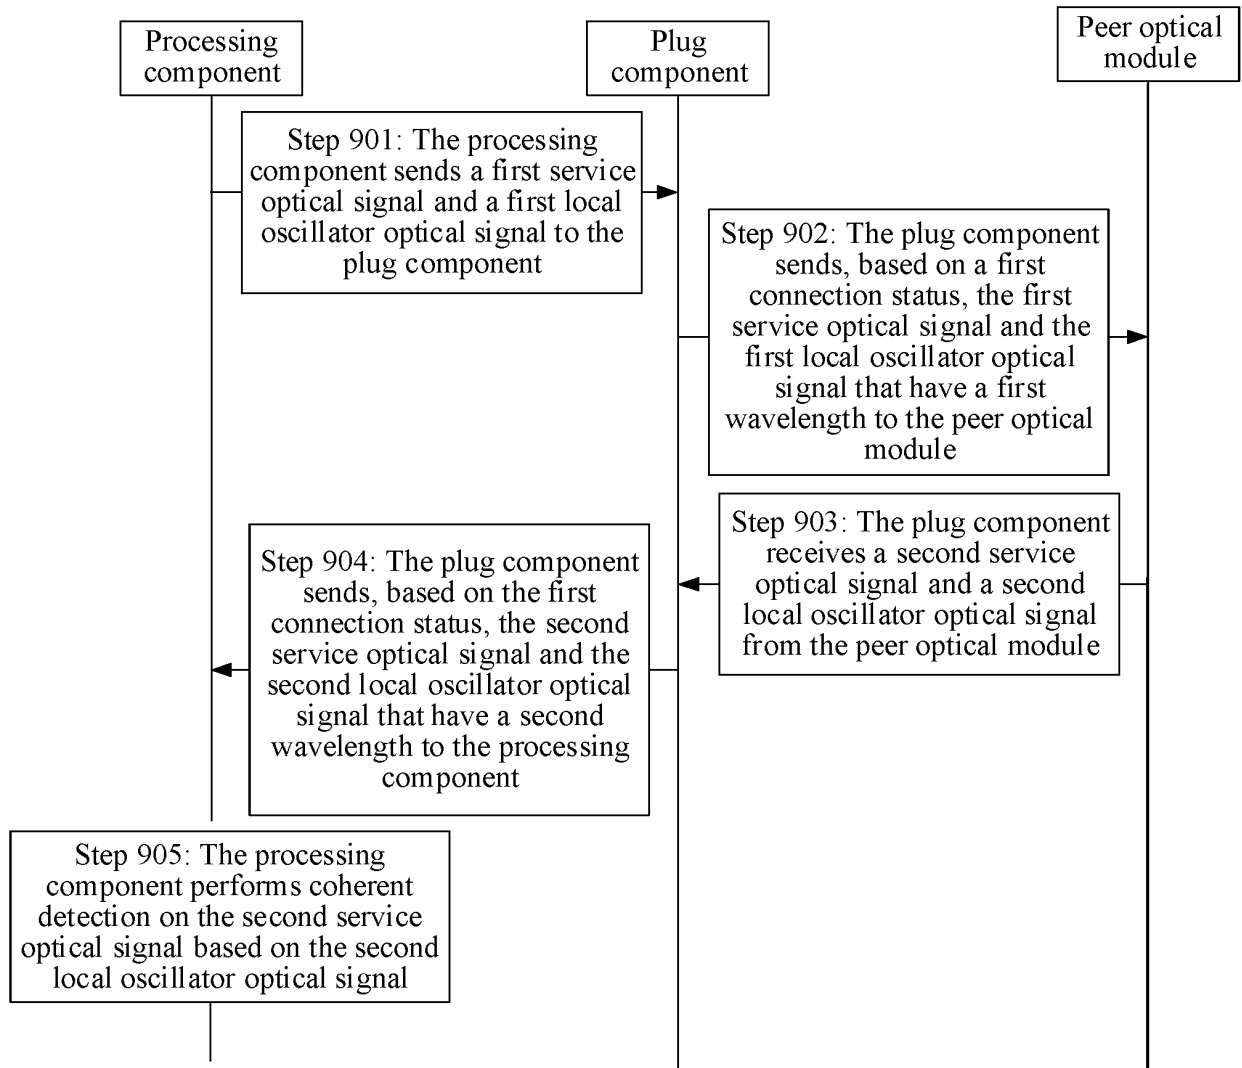 Processing
component
Plug
component
Peer optical
module
Step 901: The processing
component sends a first service
optical signal and a first local
oscillator optical signal to the
plug component
Step 902: The plug component
sends, based on a first
connection status, the first
service optical signal and the
first local oscillator optical
signal that have a first
wavelength to the peer optical
module
Step 903: The plug component
receives a second service
optical signal and a second
local oscillator optical signal
from the peer optical module
Step 904: The plug component
sends, based on the first
connection status, the second
service optical signal and the
second local oscillator optical
signal that have a second
wavelength to the processing
component
Step 905: The processing
component performs coherent
detection on the second service
optical signal based on the second
local oscillator optical signal